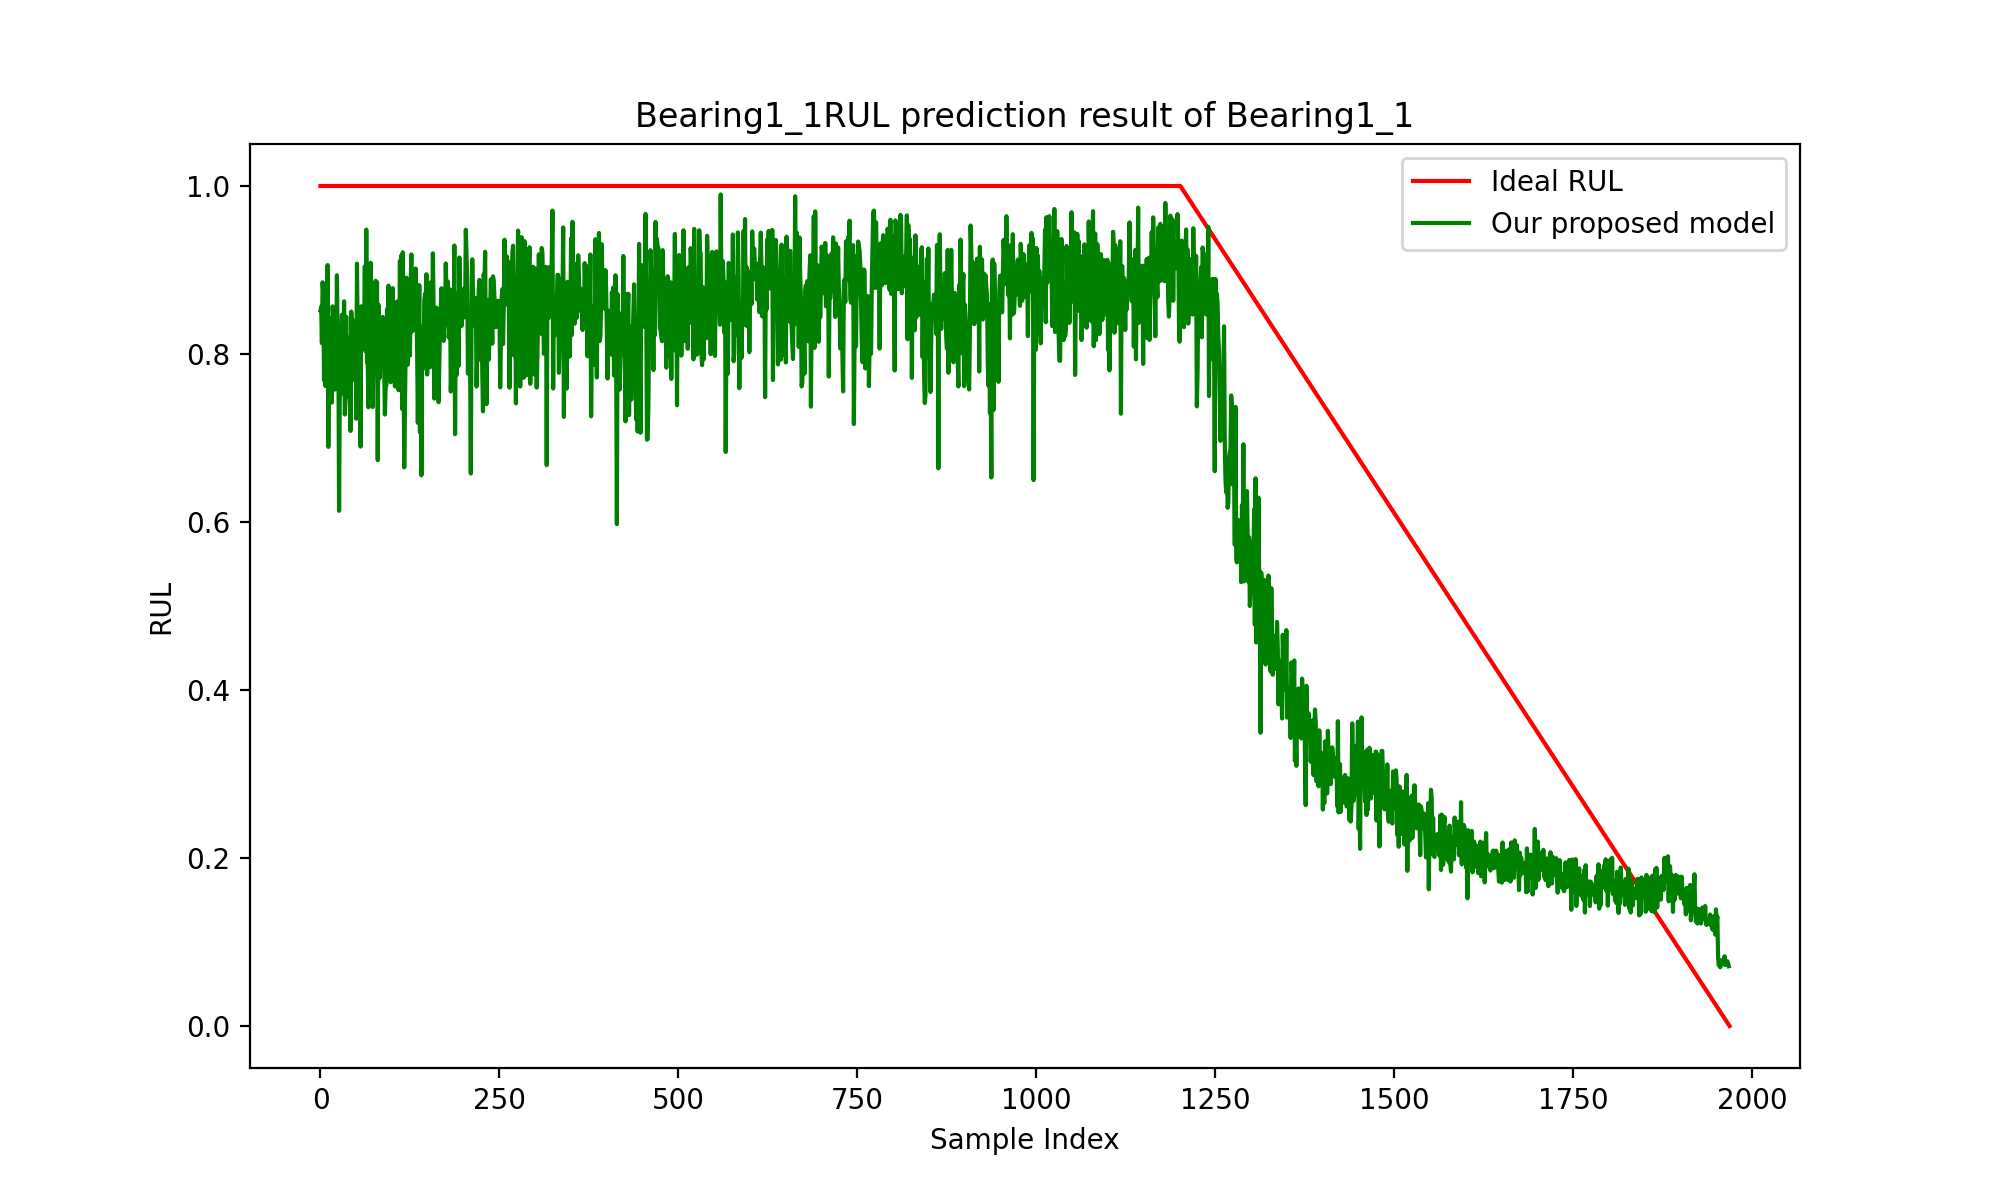 Bearing1_1RUL prediction result of Bearing1_1
Ideal RUL
Our proposed model
RUL
1.0
0.8
0.6
0.4
0.2
0.0
0 250 500 750 1000 1250 1500 1750 2000
Sample Index